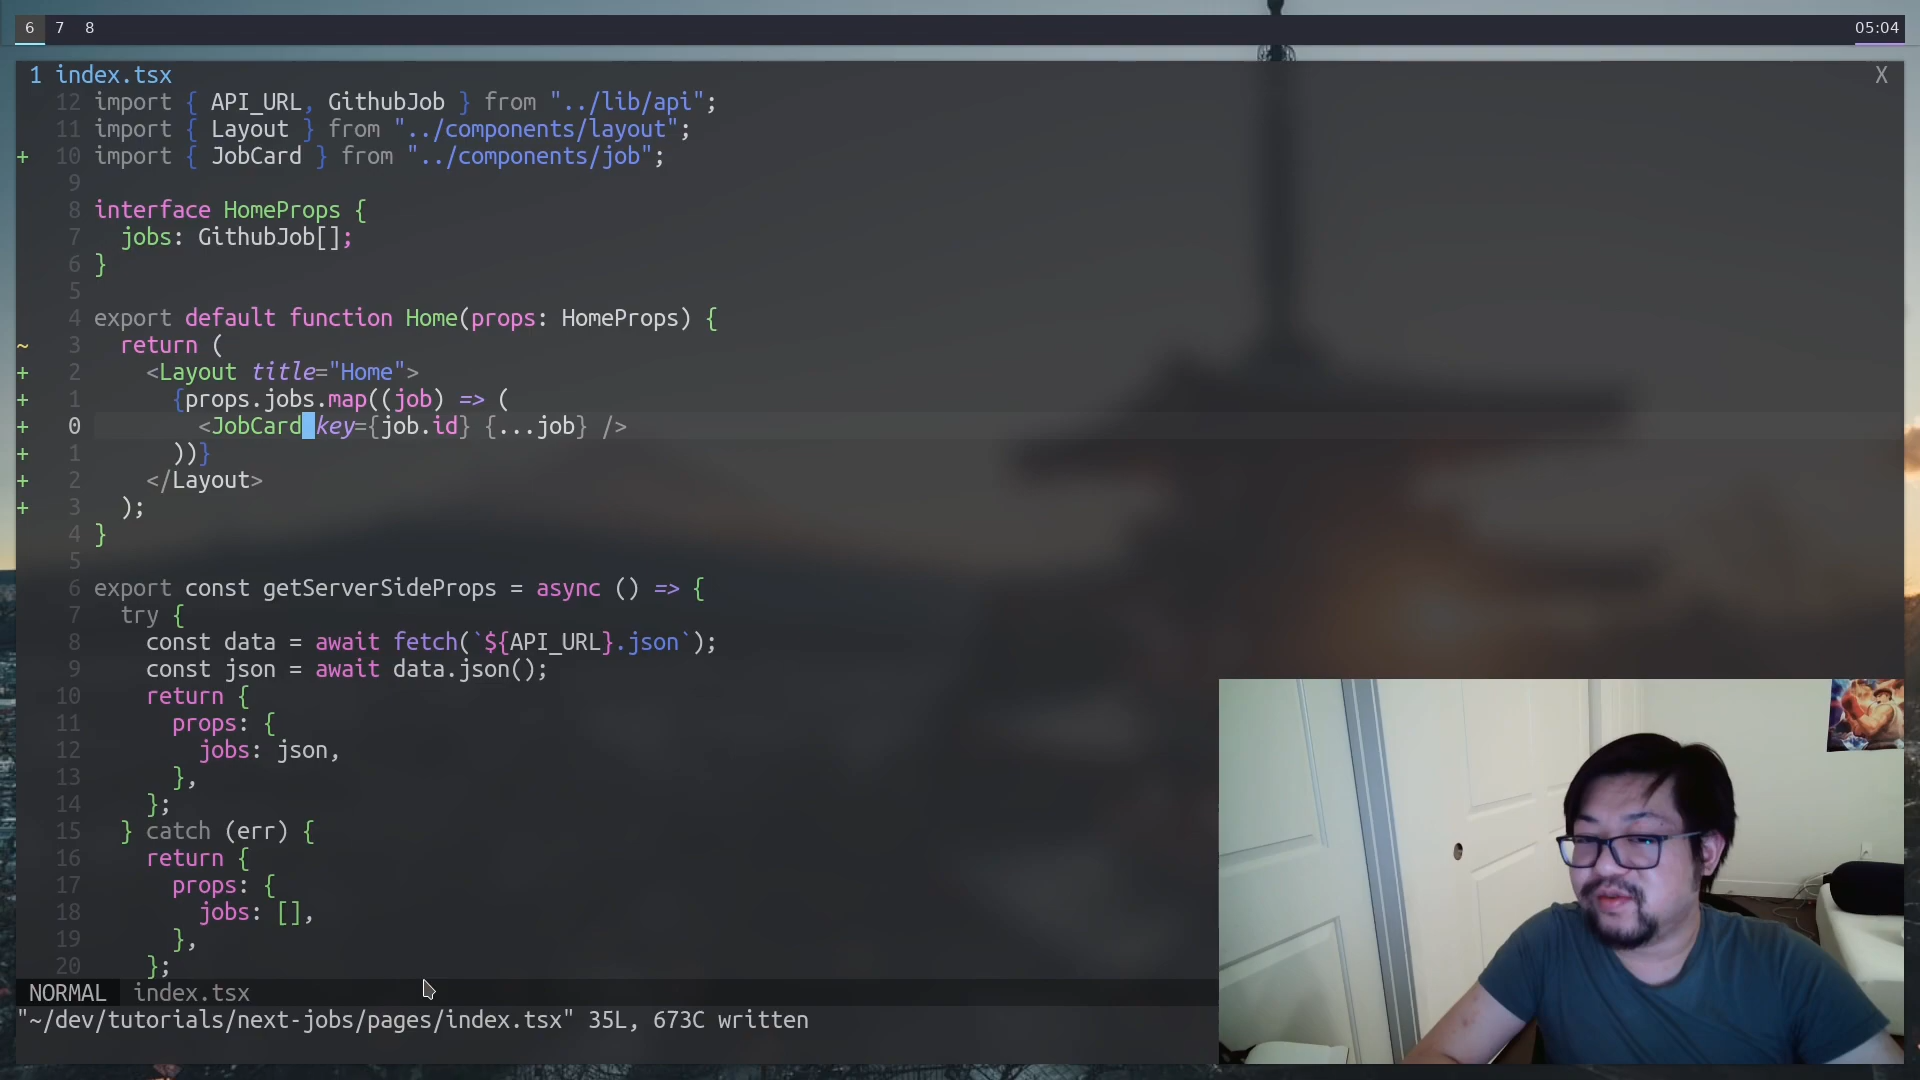 6 7 8 05:04
1 index.tsx X
12 import { API_URL, GithubJob } from "../lib/api";
11 import { Layout } from "../components/layout";
+ 10 import { JobCard } from "../components/job";
9
8 interface HomeProps {
7 jobs: GithubJob[];
6 }
5
4 export default function Home(props: HomeProps) {
~ 3 return (
+ 2 <Layout title="Home">
+ 1 {props.jobs.map((job) => (
+ 0 <JobCard key={job.id} {...job} />
+ 1 ))}
+ 2 </Layout>
+ 3 );
4 }
5
6 export const getServerSideProps = async () => {
7 try {
8 const data = await fetch(`${API_URL}.json`);
9 const json = await data.json();
10 return {
11 props: {
12 jobs: json,
13 },
14 };
15 } catch (err) {
16 return {
17 props: {
18 jobs: [],
19 },
20 };
NORMAL index.tsx
"~/dev/tutorials/next-jobs/pages/index.tsx" 35L, 673C written